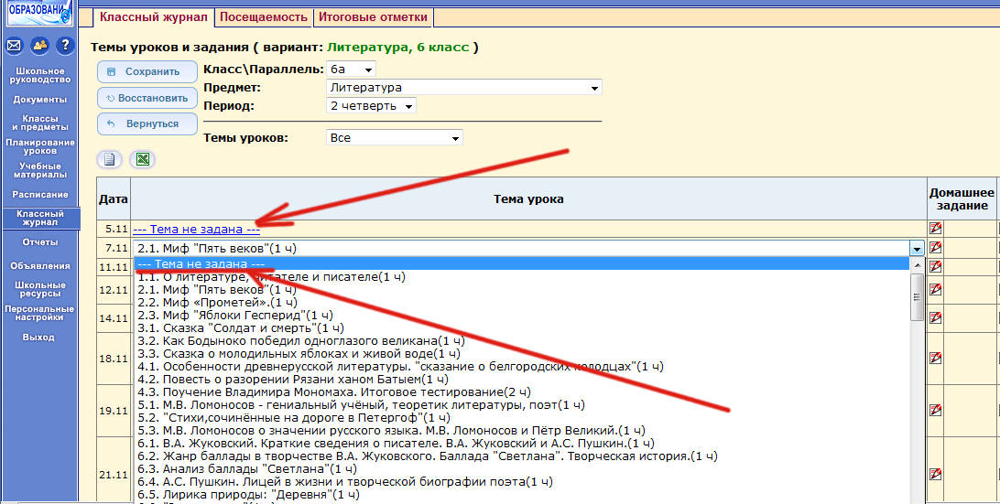 ОБРАЗОВАНИ
Классный журнал
Посещаемость
Итоговые отметки
Темы уроков и задания ( вариант: Литература, 6 класс )
Сохранить
Восстановить
Вернуться
Класс\Параллель: 6а
Предмет: Литература
Период: 2 четверть
Темы уроков: Все
?
Школьное
руководство
Документы
Классы
и предметы
Планирование
уроков
Учебные
материалы
Расписание
Классный
журнал
Отчеты
Объявления
Школьные
ресурсы
Персональные
настройки
Выход
Дата
Тема урока
Домашнее
задание
5.11 --- Тема не задана ---
7.11 2.1. Миф "Пять веков"(1 ч)
--- Тема не задана ---
11.11
1.1. О литературе, читателе и писателе(1 ч)
12.11 2.1. Миф "Пять веков"(1 ч)
2.2. Миф «Прометей».(1 ч)
14.11 2.3. Миф "Яблоки Гесперид"(1 ч)
3.1. Сказка "Солдат и смерть"(1 ч)
3.2. Как Бодыноко победил одноглазого великана(1 ч)
18.11 3.3. Сказка о молодильных яблоках и живой воде(1 ч)
4.1. Особенности древнерусской литературы. "сказание о белгородских колодцах"(1 ч)
4.2. Повесть о разорении Рязани ханом Батыем(1 ч)
4.3. Поучение Владимира Мономаха. Итоговое тестирование(2 ч)
19.11 5.1. М.В. Ломоносов - гениальный учёный, теоретик литературы, поэт(1 ч)
5.2. "Стихи,сочинённые на дороге в Петергоф"(1 ч)
5.3. М.В. Ломоносов о значении русского языка. М.В. Ломоносов и Пётр Великий.(1 ч)
6.1. В.А. Жуковский. Краткие сведения о писателе. В.А. Жуковский и А.С. Пушкин.(1 ч)
6.2. Жанр баллады в творчестве В.А. Жуковского. Баллада "Светлана". Творческая история.(1 ч)
6.3. Анализ баллады "Светлана"(1 ч)
21.11 6.4. А.С. Пушкин. Лицей в жизни и творческой биографии поэта(1 ч)
6.5. Лирика природы: "Деревня"(1 ч)